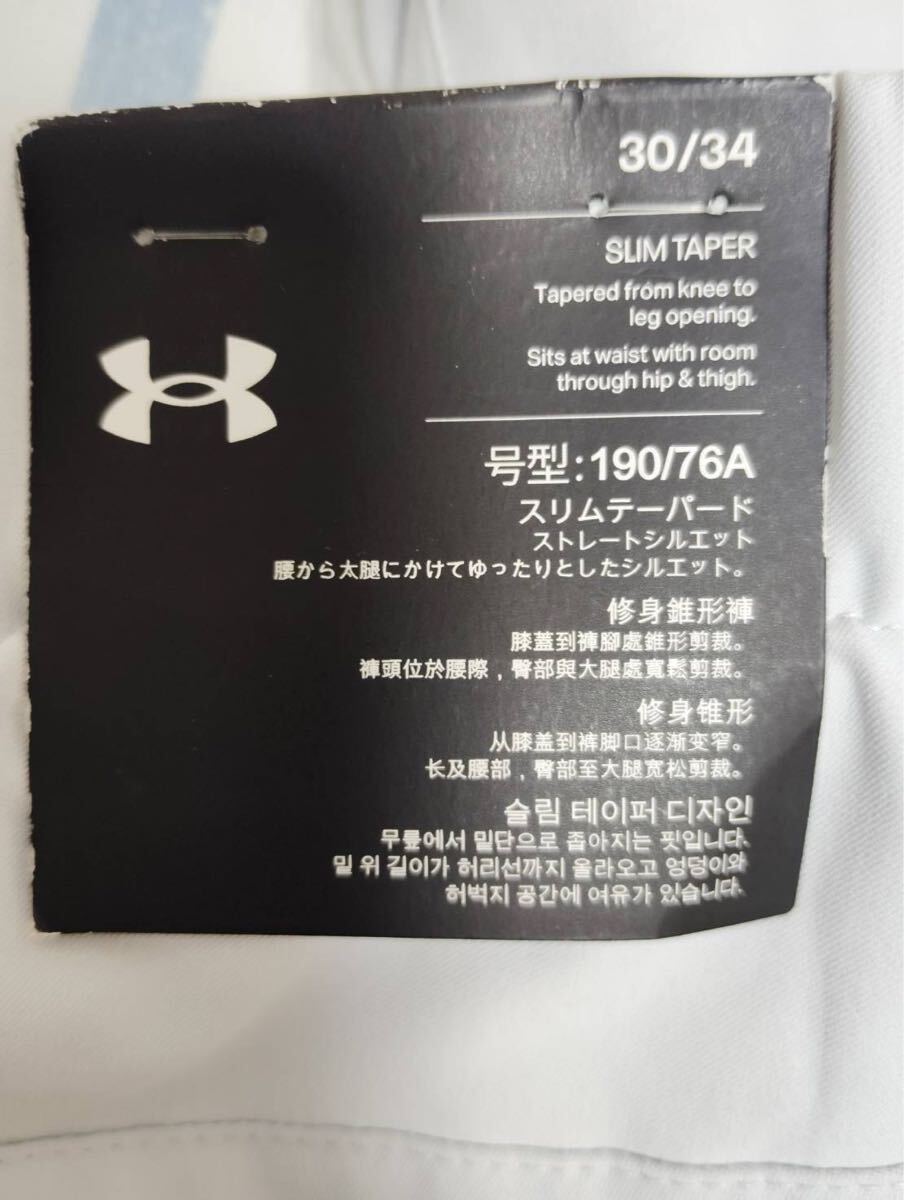 30/34
SLIM TAPER
Tapered from knee to
leg opening.
Sits at waist with room
through hip & thigh.
号型:190/76A
スリムテーパード
ストレートシルエット
腰から太腿にかけてゆったりとしたシルエット。
修身錐形褲
膝蓋到褲腳處錐形剪裁。
褲頭位於腰際,臀部與大腿處寬鬆剪裁。
修身锥形
从膝盖到裤脚口逐渐变窄。
长及腰部,臀部至大腿宽松剪裁。
슬림 테이퍼 디자인
무릎에서 밑단으로 좁아지는 핏입니다.
밑 위 길이가 허리선까지 올라오고 엉덩이와
허벅지 공간에 여유가 있습니다.